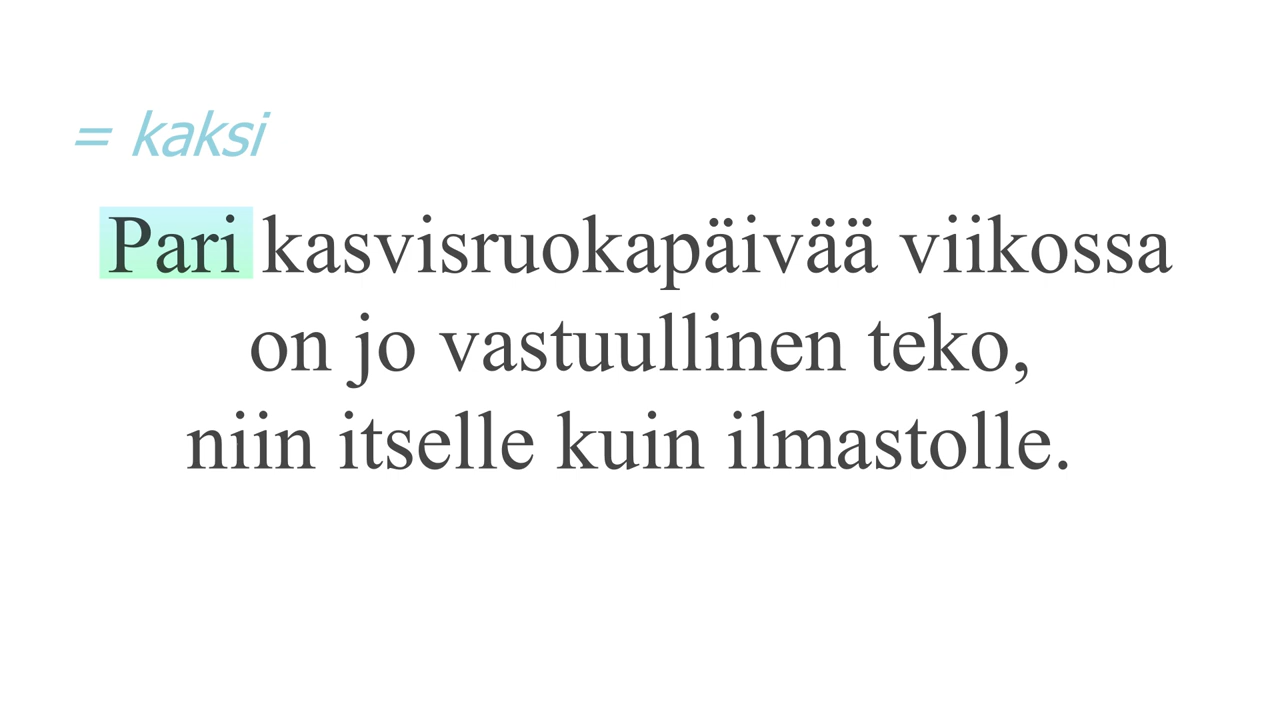 = kaksi
Pari kasvisruokapäivää viikossa
on jo vastuullinen teko,
niin itselle kuin ilmastolle.